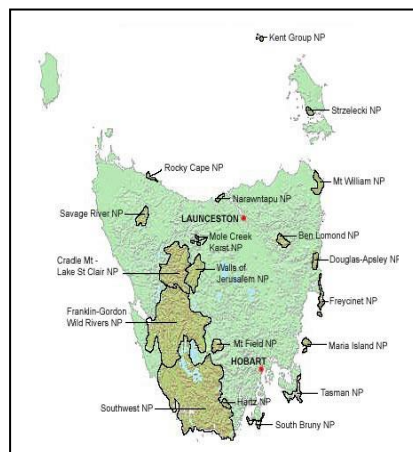 Kent Group NP
Strzelecki NP
Rocky Cape NP
Mt William NP
Narawntapu NP
Savage River NP
LAUNCESTON
Mole Creek
Karst NP
Ben Lomond NP
Cradle Mt -
Lake St Clair NP
Walls of
Jerusalem NP
Douglas-Apsley NP
Freycinet NP
Franklin-Gordon
Wild Rivers NP
Mt Field NP
Maria Island NP
HOBART
Hartz NP
Tasman NP
Southwest NP
South Bruny NP